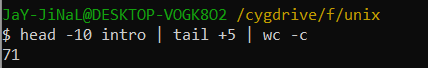 JaY-JiNaL@DESKTOP-VOGK8O2 /cygdrive/f/unix
$ head -10 intro | tail +5 | wc -c
71